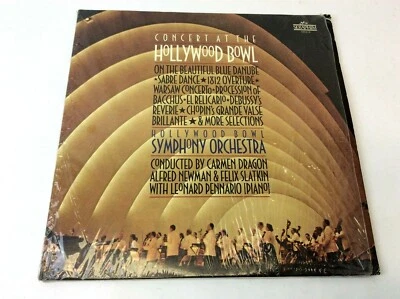 CONCERT AT THE
HOLLYWOOD BOWL
ON THE BEAUTIFUL BLUE DANUBE
SABRE DANCE ★ 1812 OVERTURE ★
WARSAW CONCERTO ★ PROCESSION OF
BACCHUS ★ EL RELICARIO ★ DEBUSSY'S
REVERIE ★ CHOPIN'S GRANDE VALSE
BRILLANTE ★ & MORE SELECTIONS
HOLLYWOOD BOWL
SYMPHONY ORCHESTRA
CONDUCTED BY CARMEN DRAGON
ALFRED NEWMAN & FELIX SLATKIN
WITH LEONARD PENNARIO (PIANO)